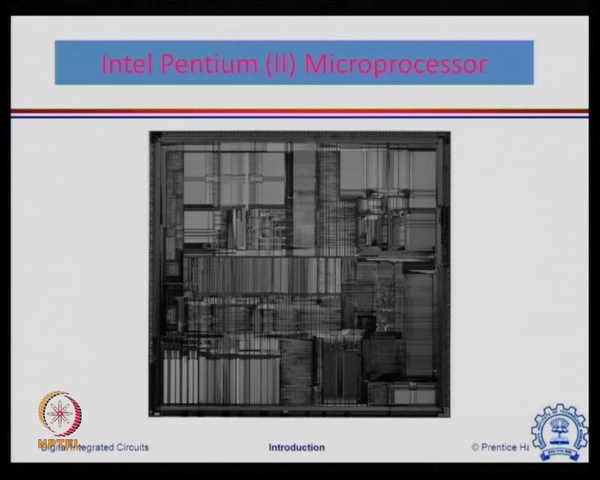 Intel Pentium (II) Microprocessor
NPTEL
Digital Integrated Circuits
Introduction
© Prentice Ha